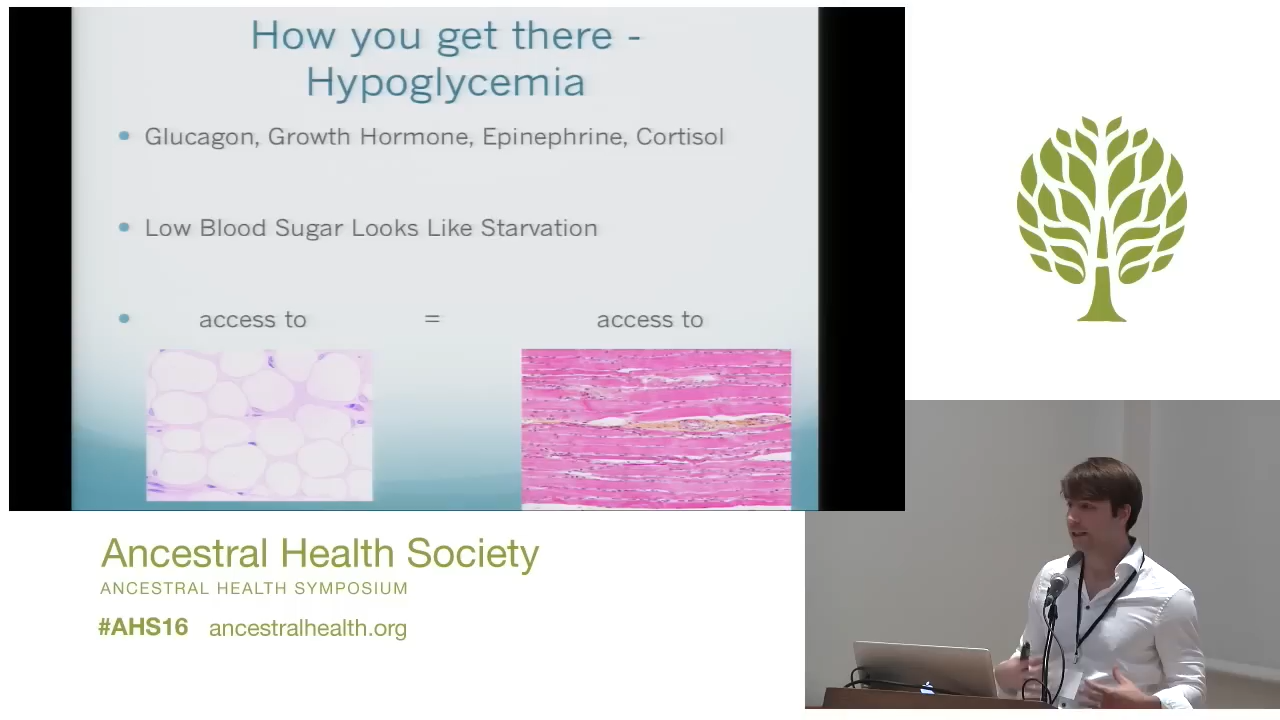 How you get there -
Hypoglycemia
• Glucagon, Growth Hormone, Epinephrine, Cortisol
• Low Blood Sugar Looks Like Starvation
• access to = access to
Ancestral Health Society
ANCESTRAL HEALTH SYMPOSIUM
#AHS16 ancestralhealth.org